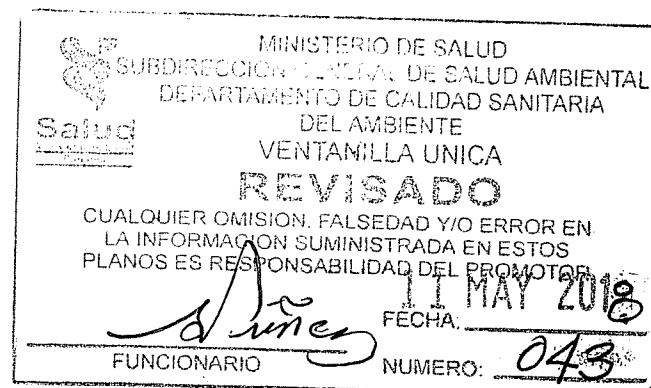 MINISTERIO DE SALUD
SUBDIRECCION GENERAL DE SALUD AMBIENTAL
DEPARTAMENTO DE CALIDAD SANITARIA
DEL AMBIENTE
VENTANILLA UNICA
Salud
REVISADO
CUALQUIER OMISION, FALSEDAD Y/O ERROR EN
LA INFORMACION SUMINISTRADA EN ESTOS
PLANOS ES RESPONSABILIDAD DEL PROMOTOR
11 MAY 2018
FECHA:
FUNCIONARIO
NUMERO: 043